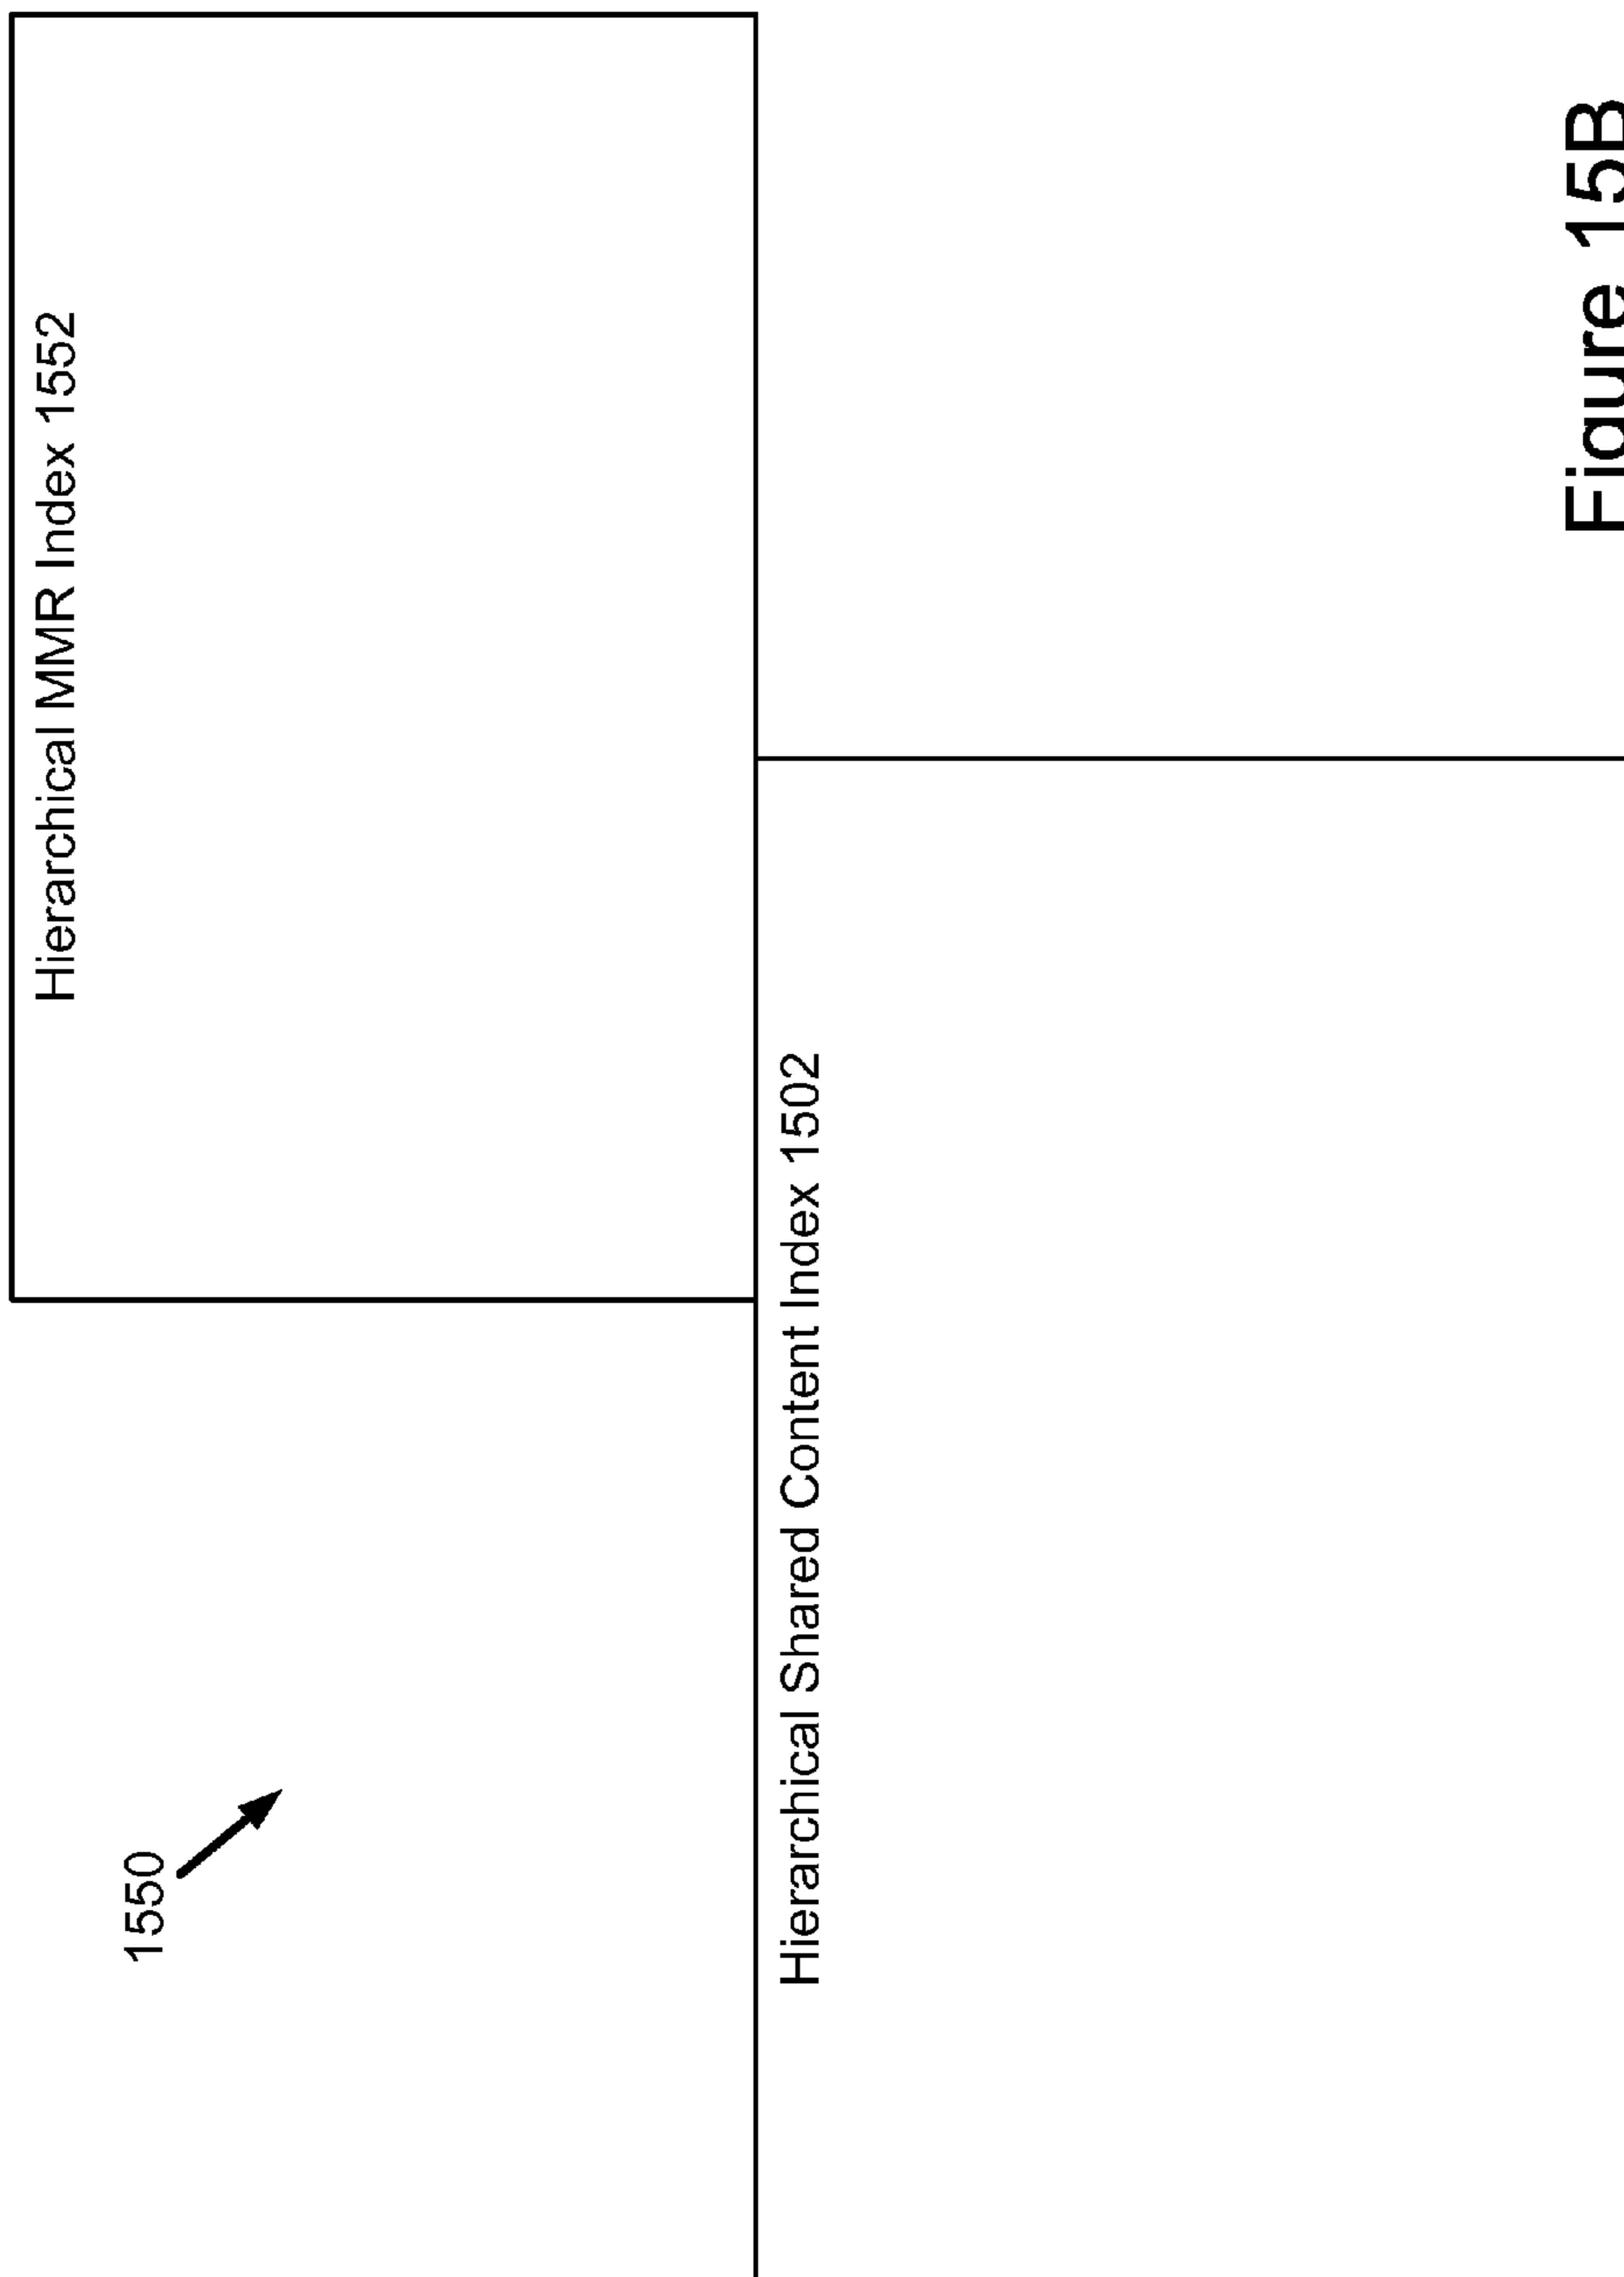 1550
Hierarchical MMR Index 1552
Hierarchical Shared Content Index 1502
Figure 15B